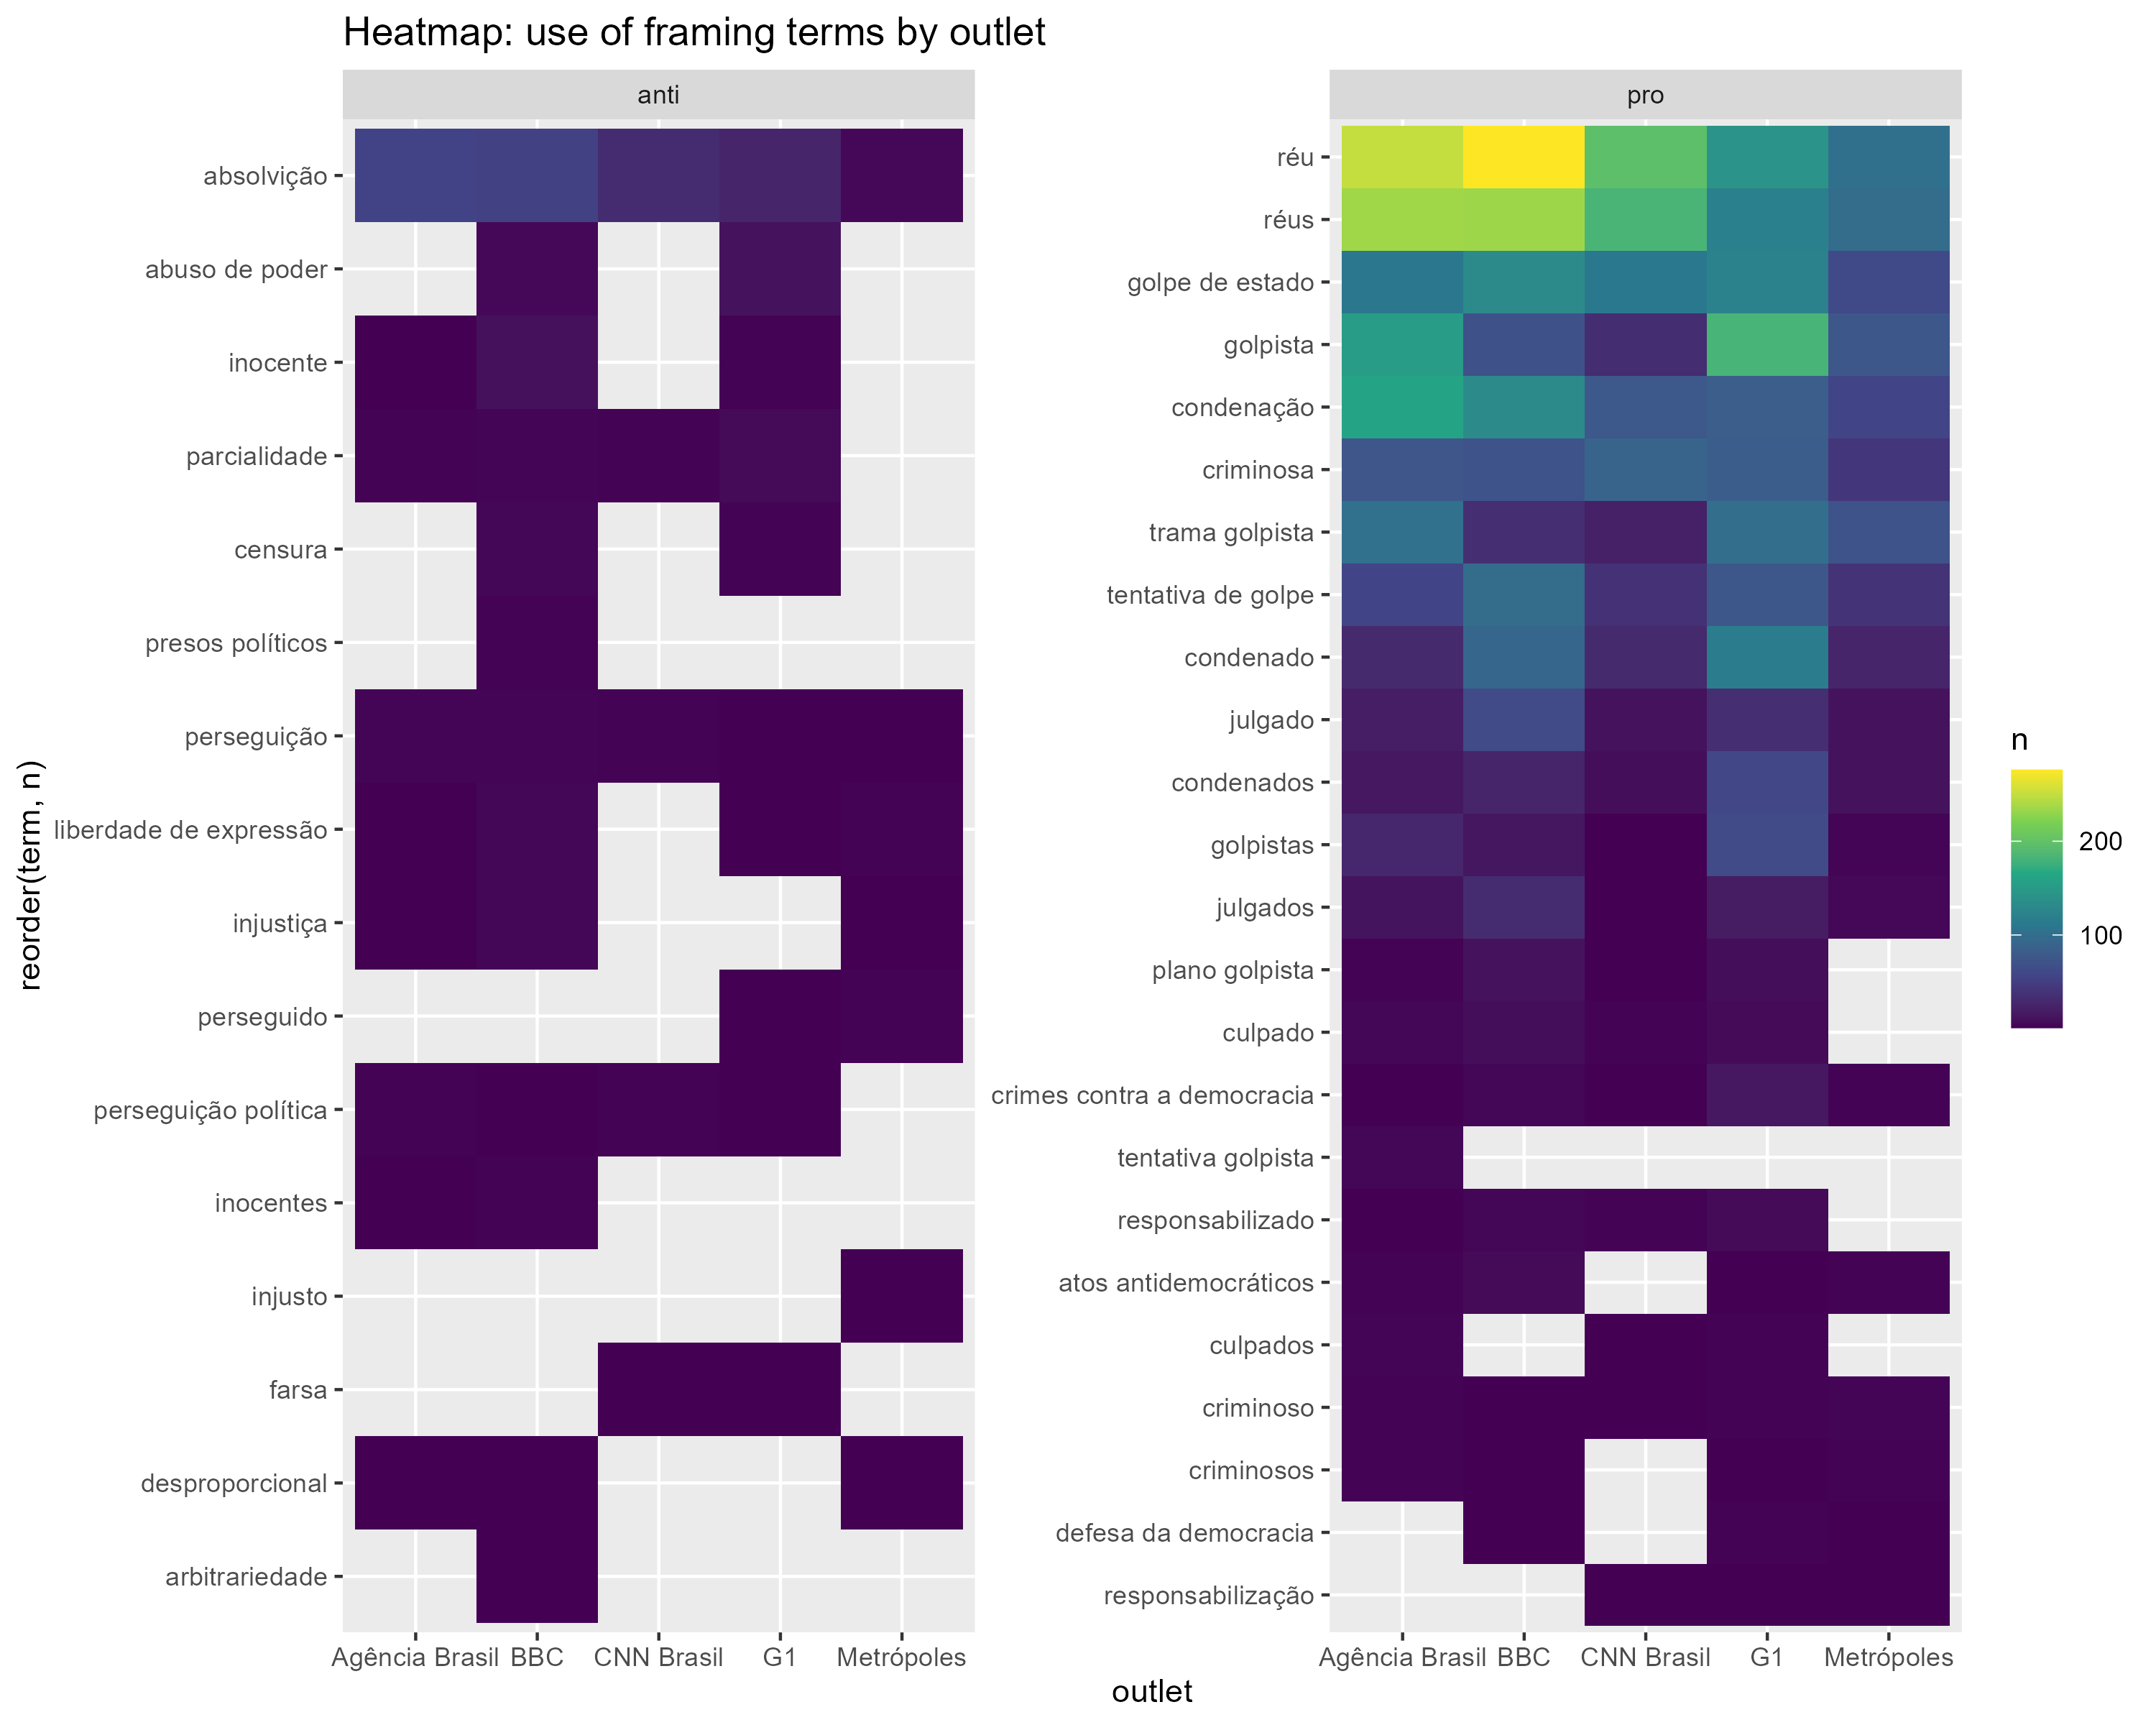 Heatmap: use of framing terms by outlet
anti
pro
reorder(term, n)
absolvição
abuso de poder
inocente
parcialidade
censura
presos políticos
perseguição
liberdade de expressão
injustiça
perseguido
perseguição política
inocentes
injusto
farsa
desproporcional
arbitrariedade
Agência Brasil BBC CNN Brasil G1 Metrópoles
réu
réus
golpe de estado
golpista
condenação
criminosa
trama golpista
tentativa de golpe
condenado
julgado
condenados
golpistas
julgados
plano golpista
culpado
crimes contra a democracia
tentativa golpista
responsabilizado
atos antidemocráticos
culpados
criminoso
criminosos
defesa da democracia
responsabilização
Agência Brasil BBC CNN Brasil G1 Metrópoles
outlet
n
200
100